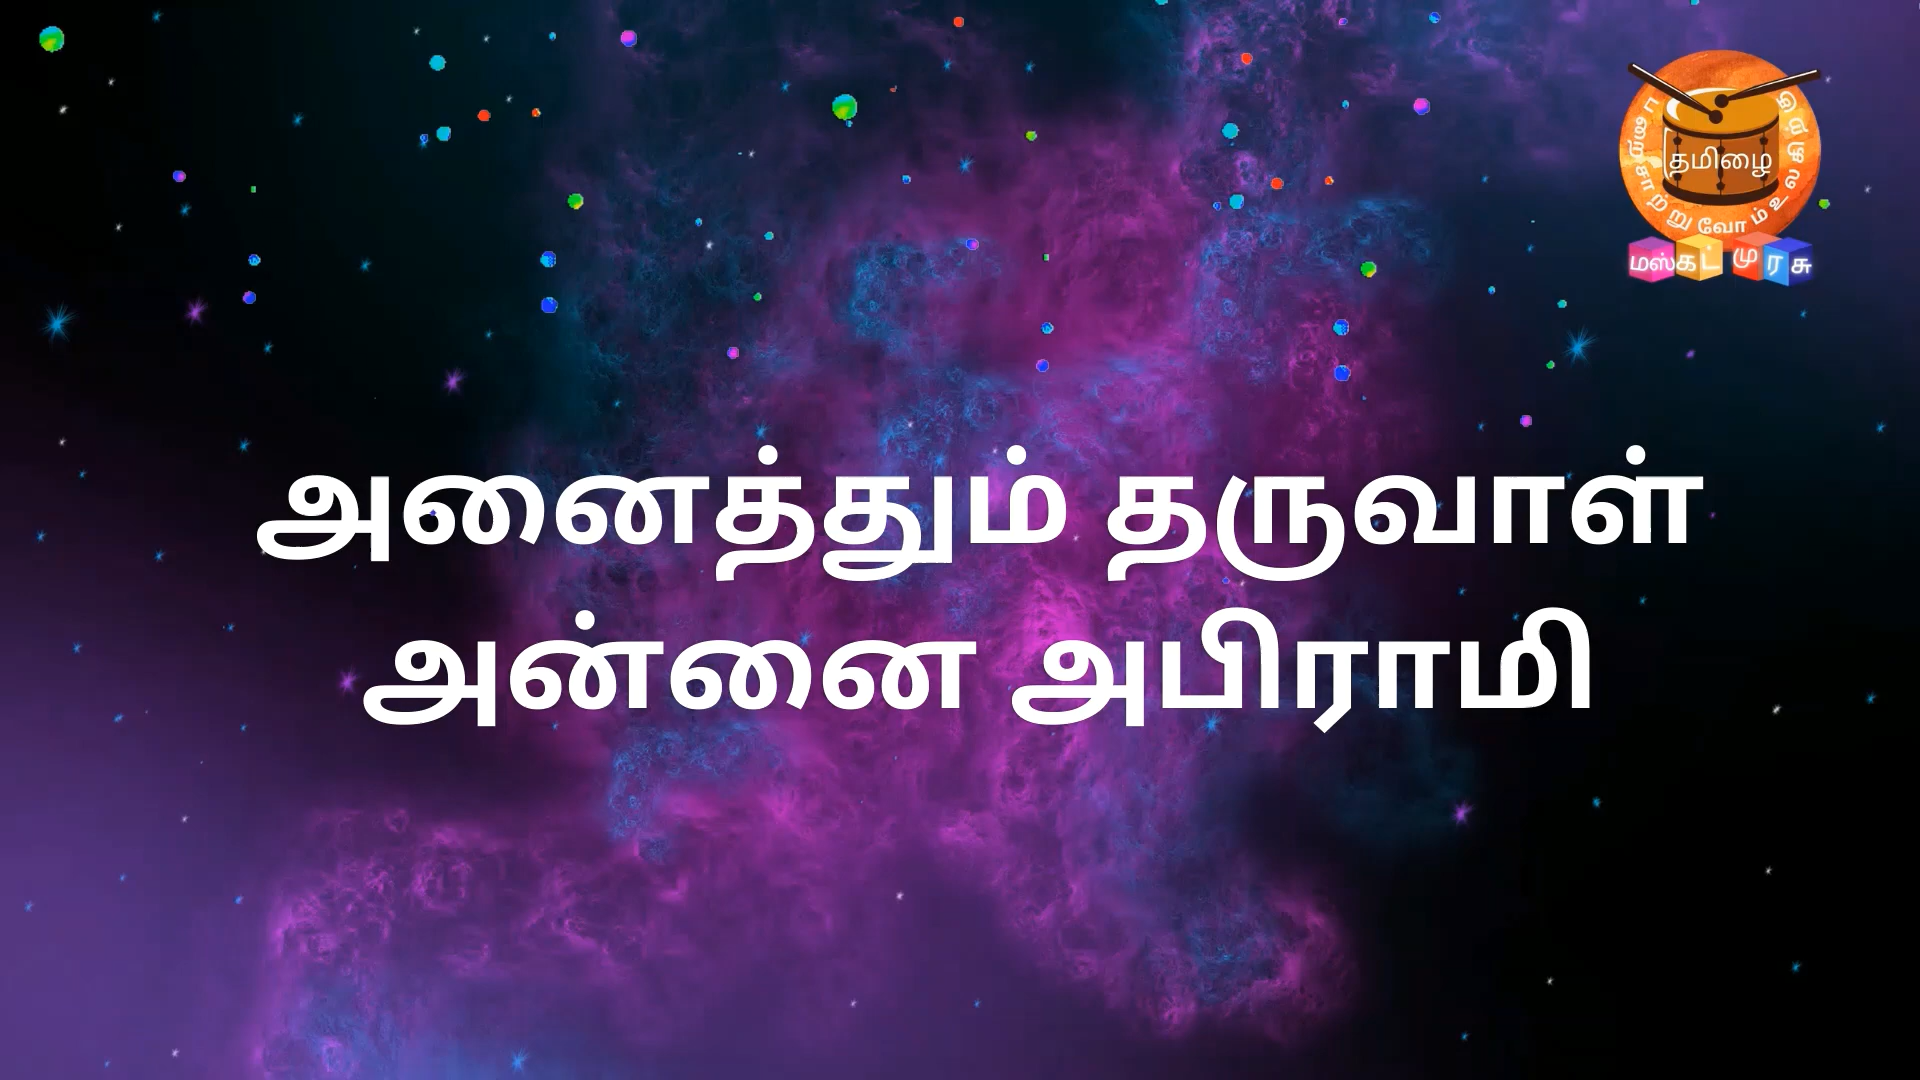 தமிழை
மஸ்கட் முரசு
அனைத்தும் தருவாள்
அன்னை அபிராமி